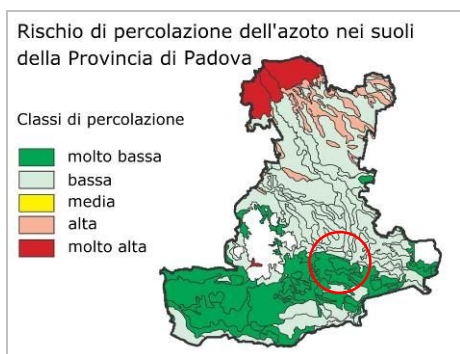 Rischio di percolazione dell'azoto nei suoli
della Provincia di Padova
Classi di percolazione
molto bassa
bassa
media
alta
molto alta